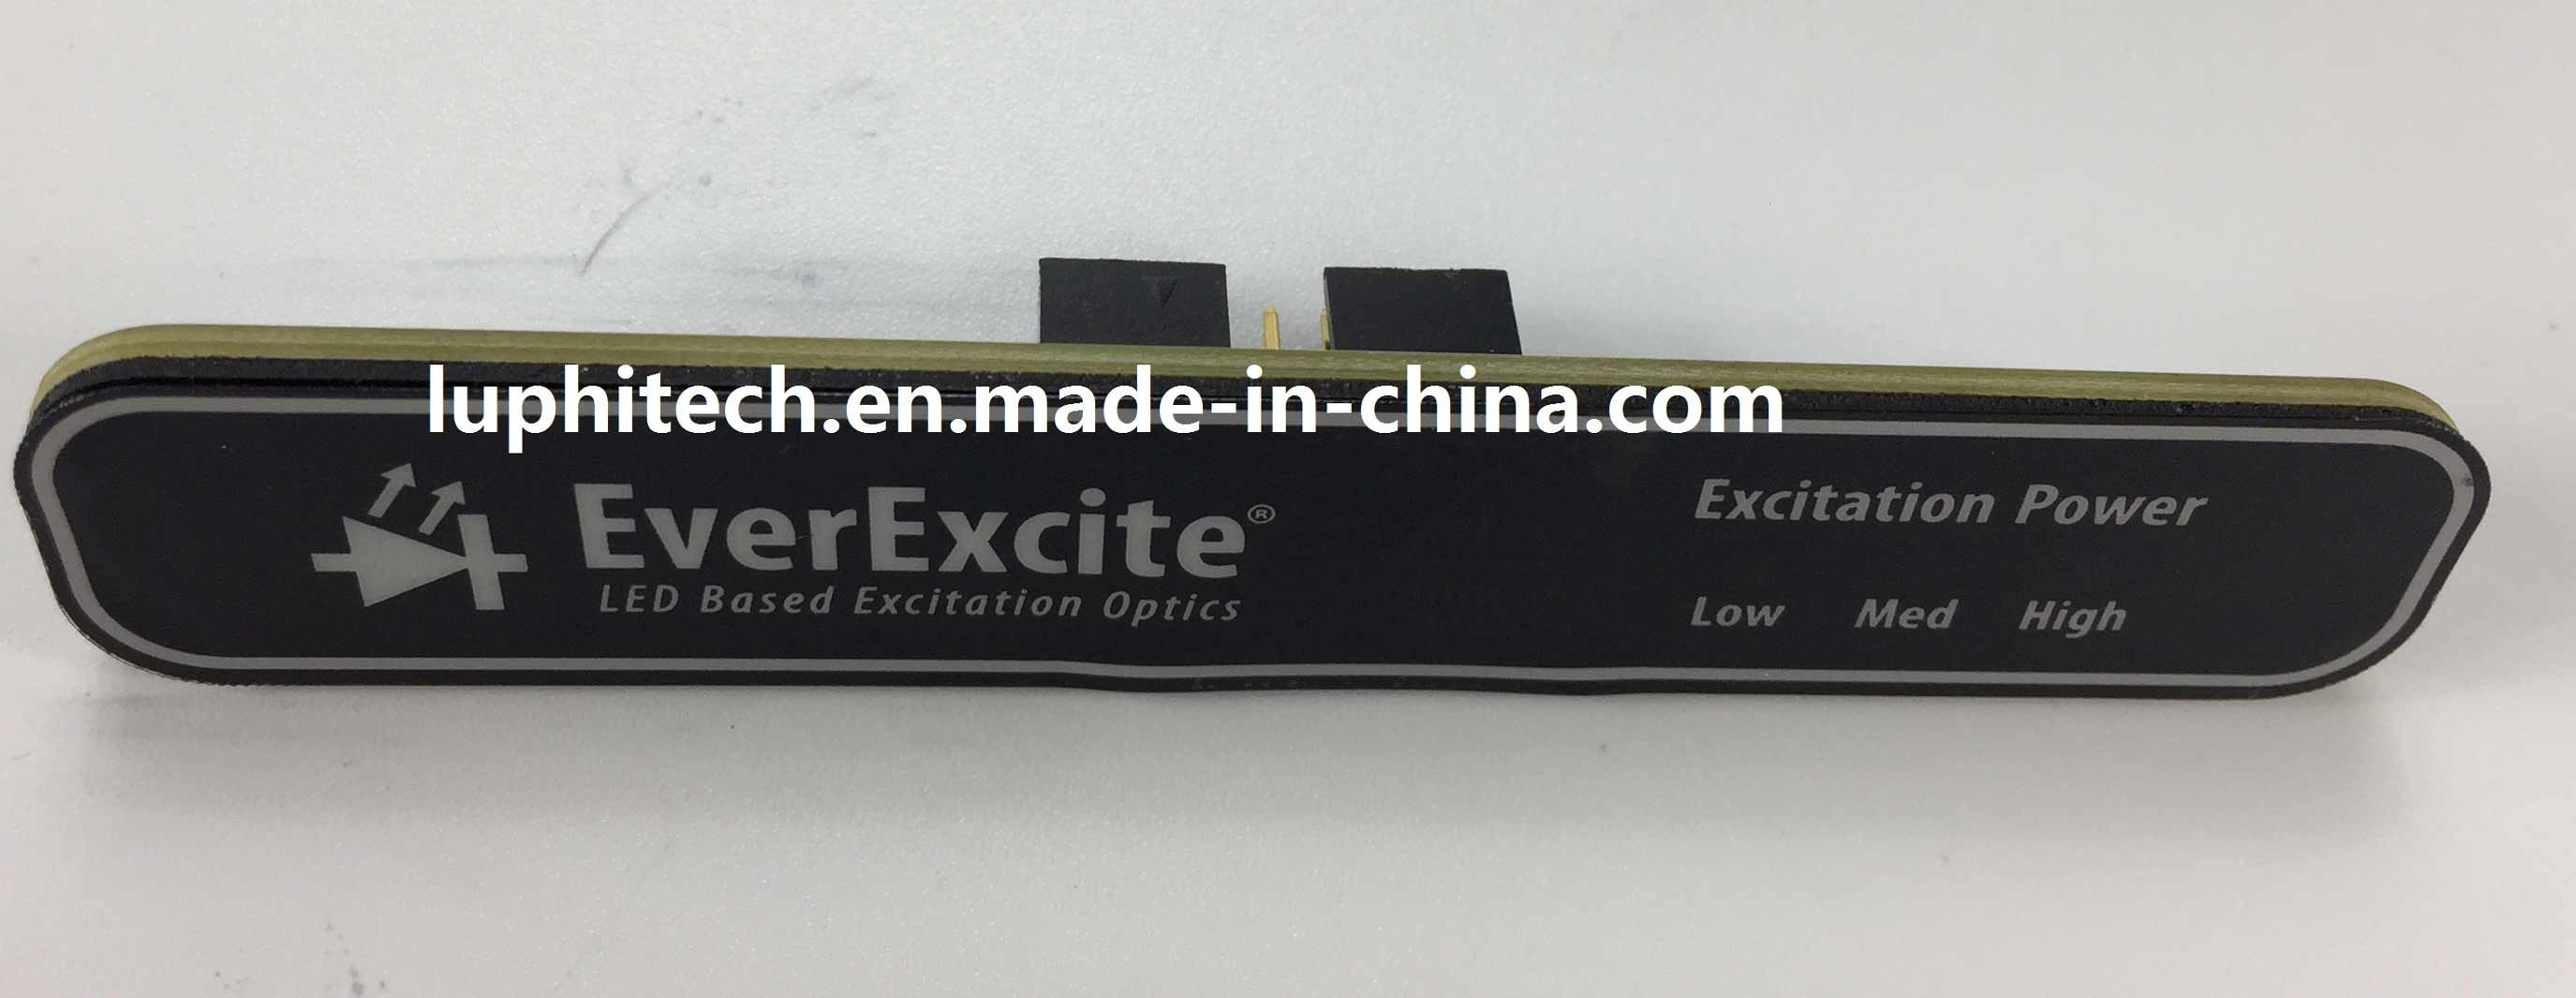 luphitech.en.made-in-china.com
EverExcite®
LED Based Excitation Optics
Excitation Power
Low Med High